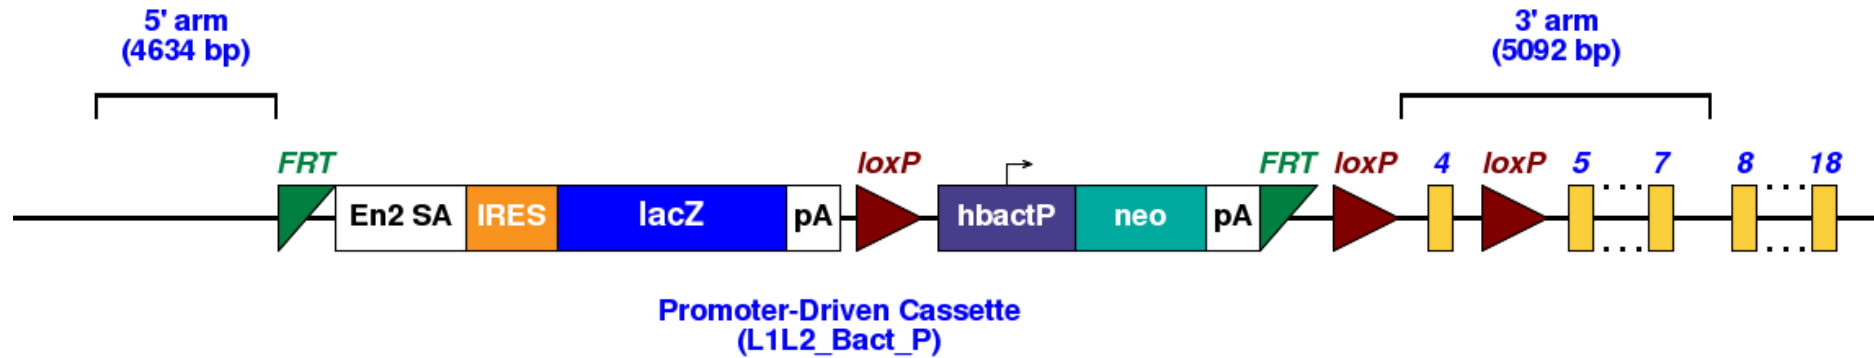 5' arm
(4634 bp)
3' arm
(5092 bp)
FRT
loxP
FRT
loxP
4
loxP
5
7
8
18
En2 SA
IRES
lacZ
pA
hbactP
neo
pA
Promoter-Driven Cassette
(L1L2_Bact_P)